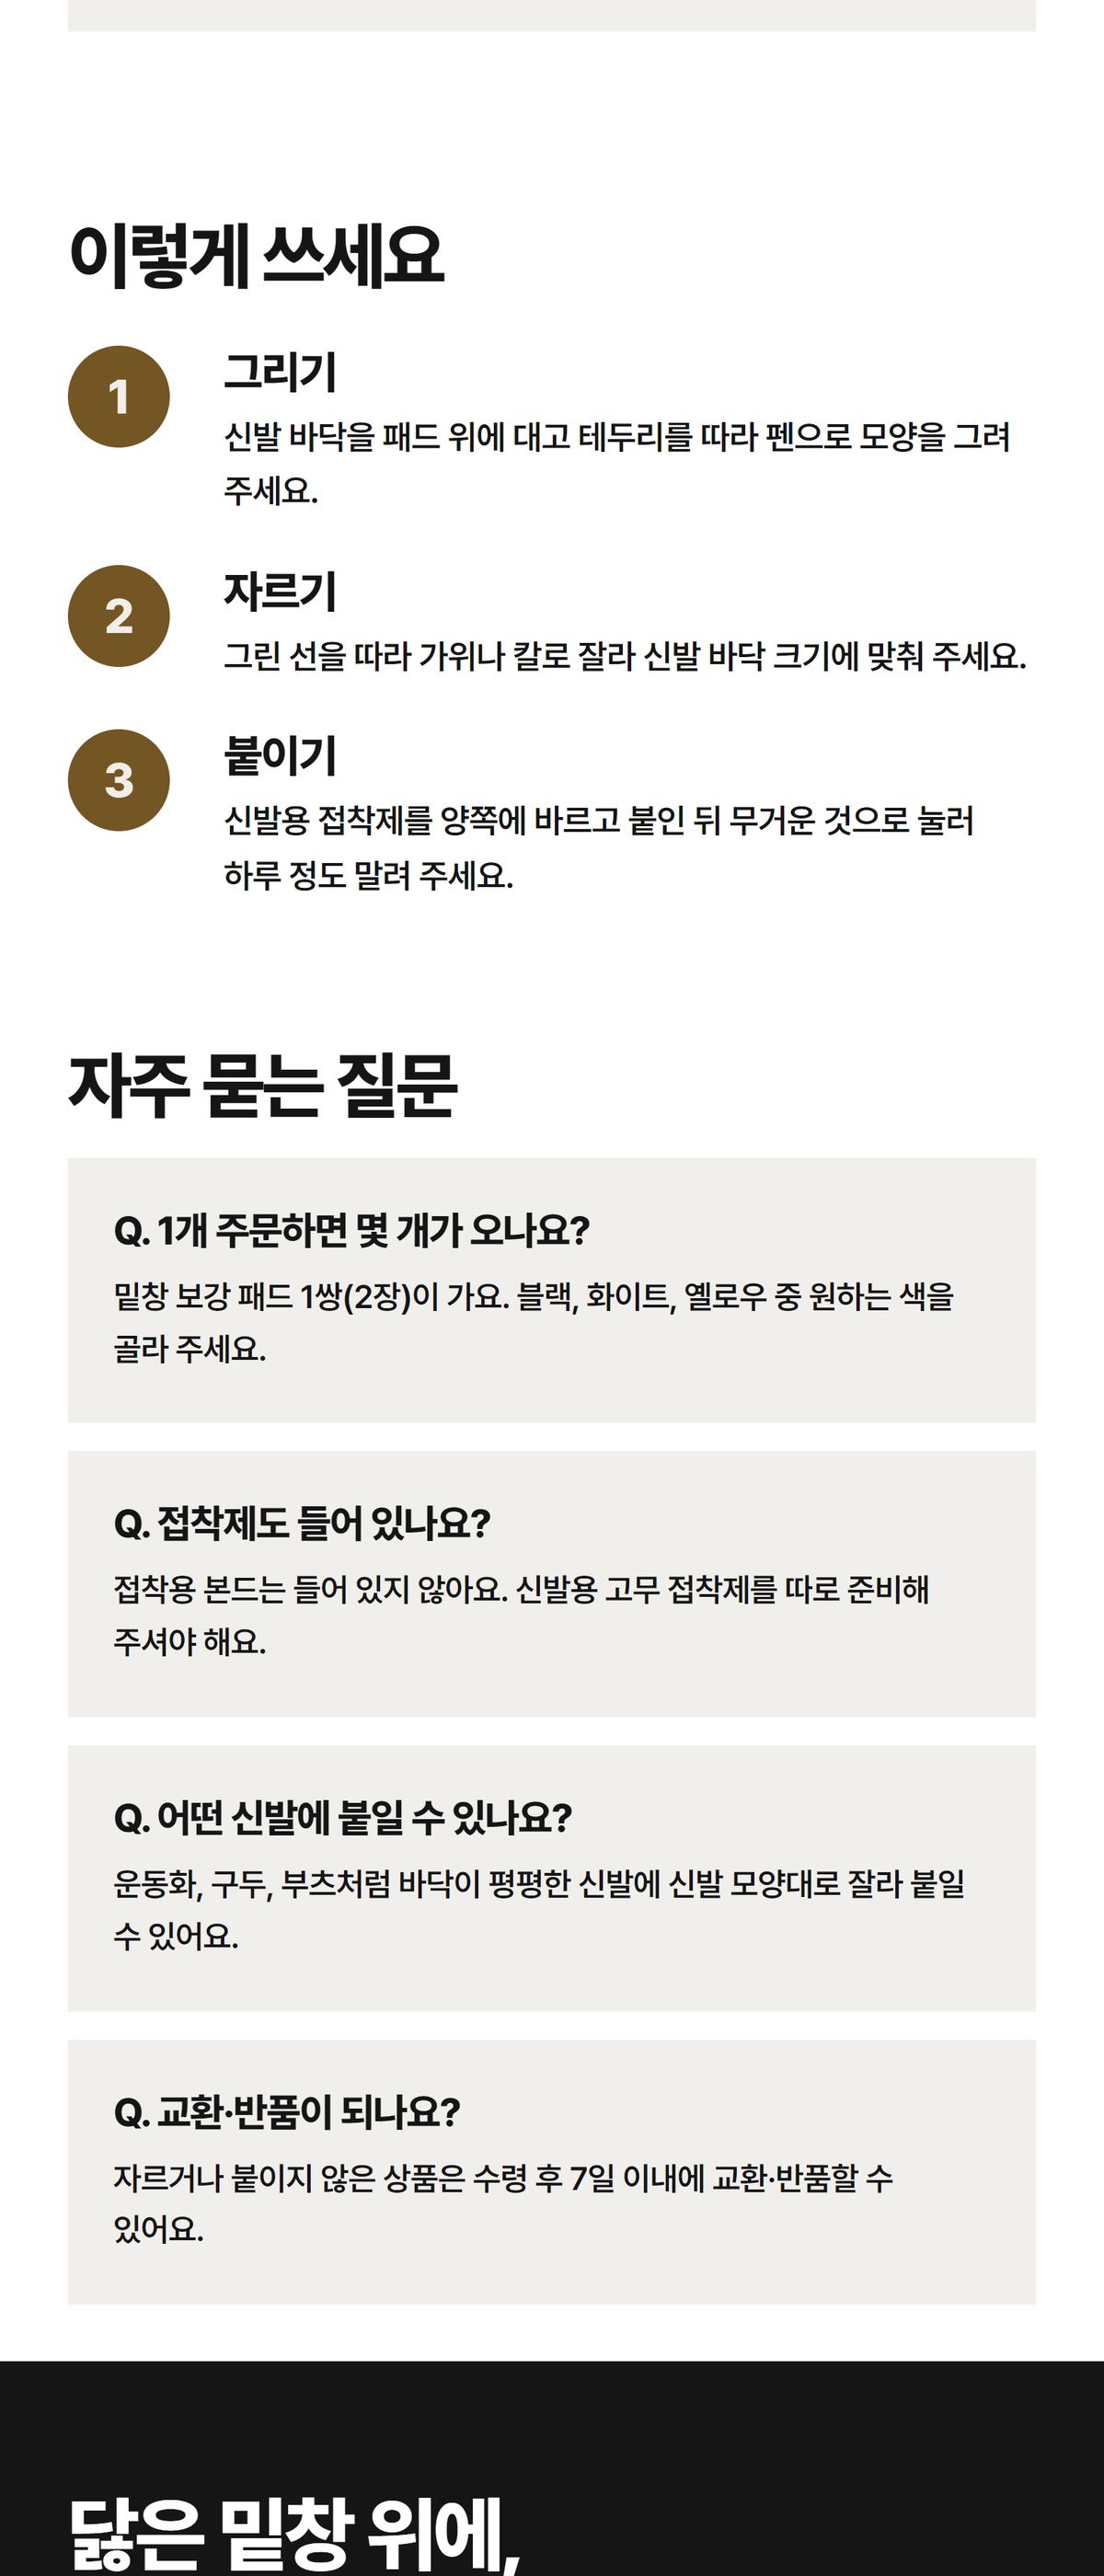 이렇게 쓰세요
1
그리기
신발 바닥을 패드 위에 대고 테두리를 따라 펜으로 모양을 그려
주세요.
2
자르기
그린 선을 따라 가위나 칼로 잘라 신발 바닥 크기에 맞춰 주세요.
3
붙이기
신발용 접착제를 양쪽에 바르고 붙인 뒤 무거운 것으로 눌러
하루 정도 말려 주세요.
자주 묻는 질문
Q. 1개 주문하면 몇 개가 오나요?
밑창 보강 패드 1쌍(2장)이 가요. 블랙, 화이트, 옐로우 중 원하는 색을
골라 주세요.
Q. 접착제도 들어 있나요?
접착용 본드는 들어 있지 않아요. 신발용 고무 접착제를 따로 준비해
주셔야 해요.
Q. 어떤 신발에 붙일 수 있나요?
운동화, 구두, 부츠처럼 바닥이 평평한 신발에 신발 모양대로 잘라 붙일
수 있어요.
Q. 교환·반품이 되나요?
자르거나 붙이지 않은 상품은 수령 후 7일 이내에 교환·반품할 수
있어요.
닳은 밑창 위에,